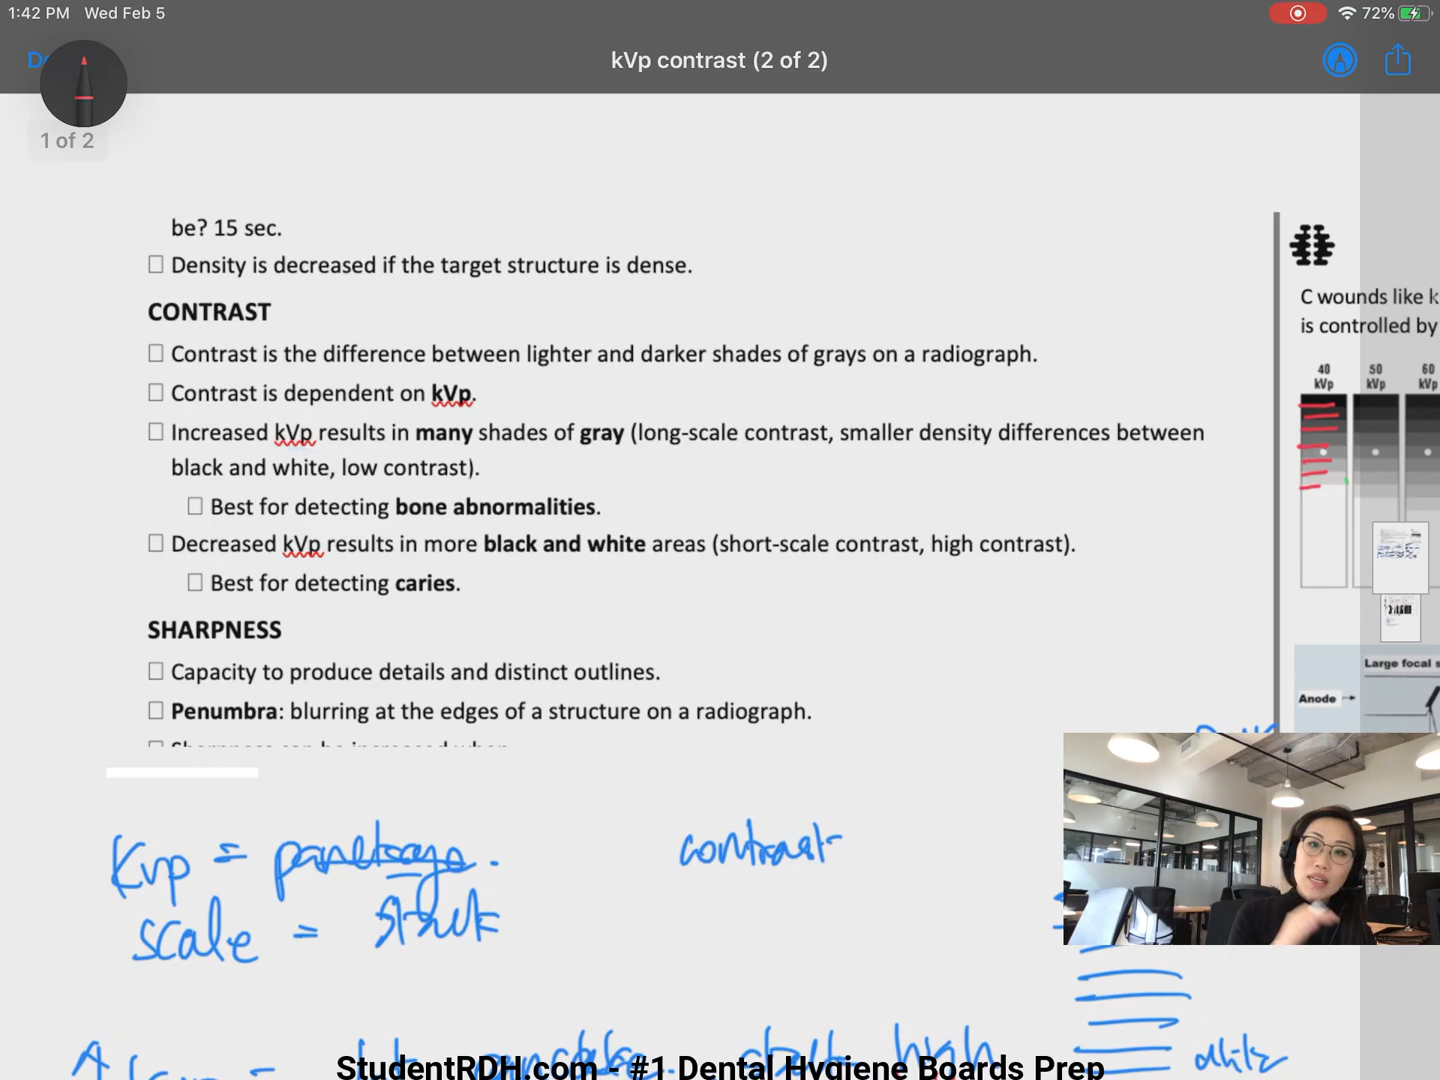 1:42 PM Wed Feb 5
72%
kVp contrast (2 of 2)
1 of 2
be? 15 sec.
☐ Density is decreased if the target structure is dense.
CONTRAST
☐ Contrast is the difference between lighter and darker shades of grays on a radiograph.
☐ Contrast is dependent on kVp.
☐ Increased kVp results in many shades of gray (long-scale contrast, smaller density differences between
black and white, low contrast).
☐ Best for detecting bone abnormalities.
☐ Decreased kVp results in more black and white areas (short-scale contrast, high contrast).
☐ Best for detecting caries.
SHARPNESS
☐ Capacity to produce details and distinct outlines.
☐ Penumbra: blurring at the edges of a structure on a radiograph.
C wounds like k
is controlled by
40 50 60
kVp kVp kVp
Large focal s
Anode
Kvp =
contrast
scale =
high
StudentRDH.com - #1 Dental Hygiene Boards Prep